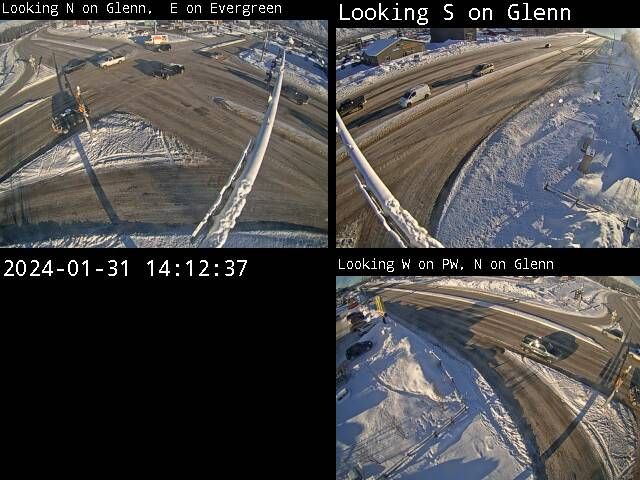 Looking N on Glenn,  E on Evergreen
Looking S on Glenn
2024-01-31 14:12:37
Looking W on PW, N on Glenn